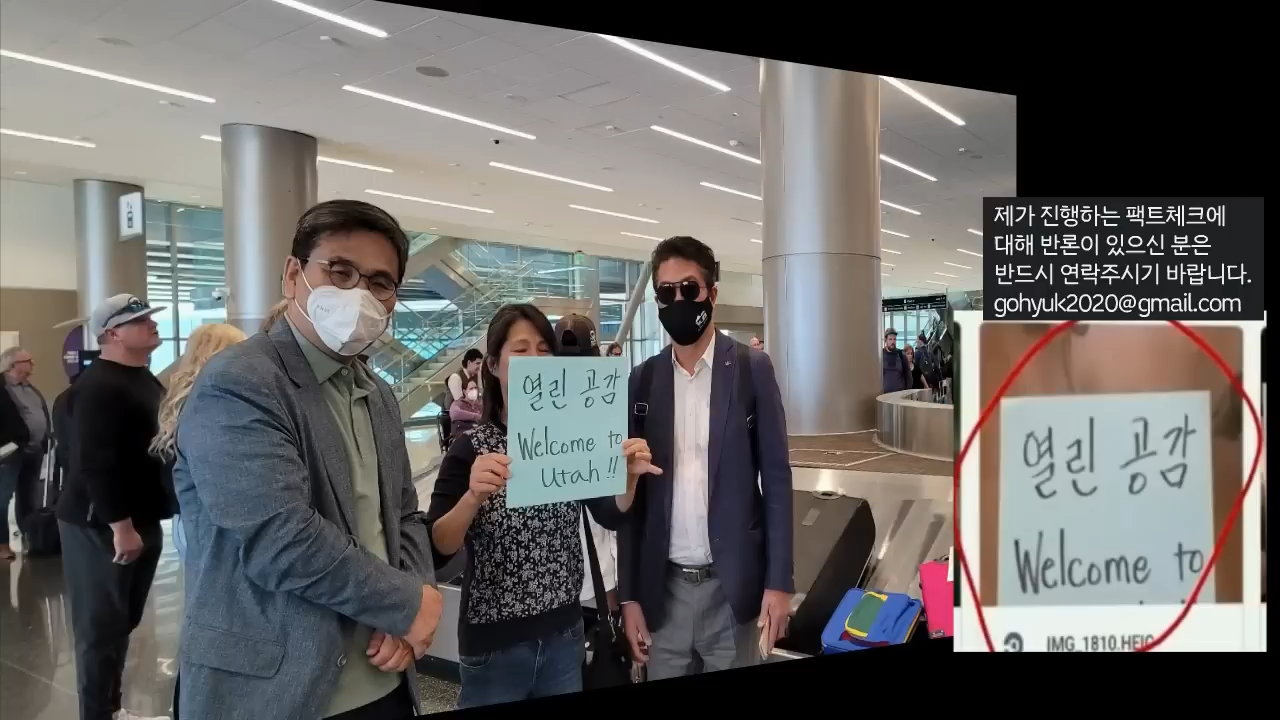 열린 공감
Welcome to
Utah !!
제가 진행하는 팩트체크에
대해 반론이 있으신 분은
반드시 연락주시기 바랍니다.
gohyuk2020@gmail.com
열린 공감
Welcome to
IMG_1810.HEIC